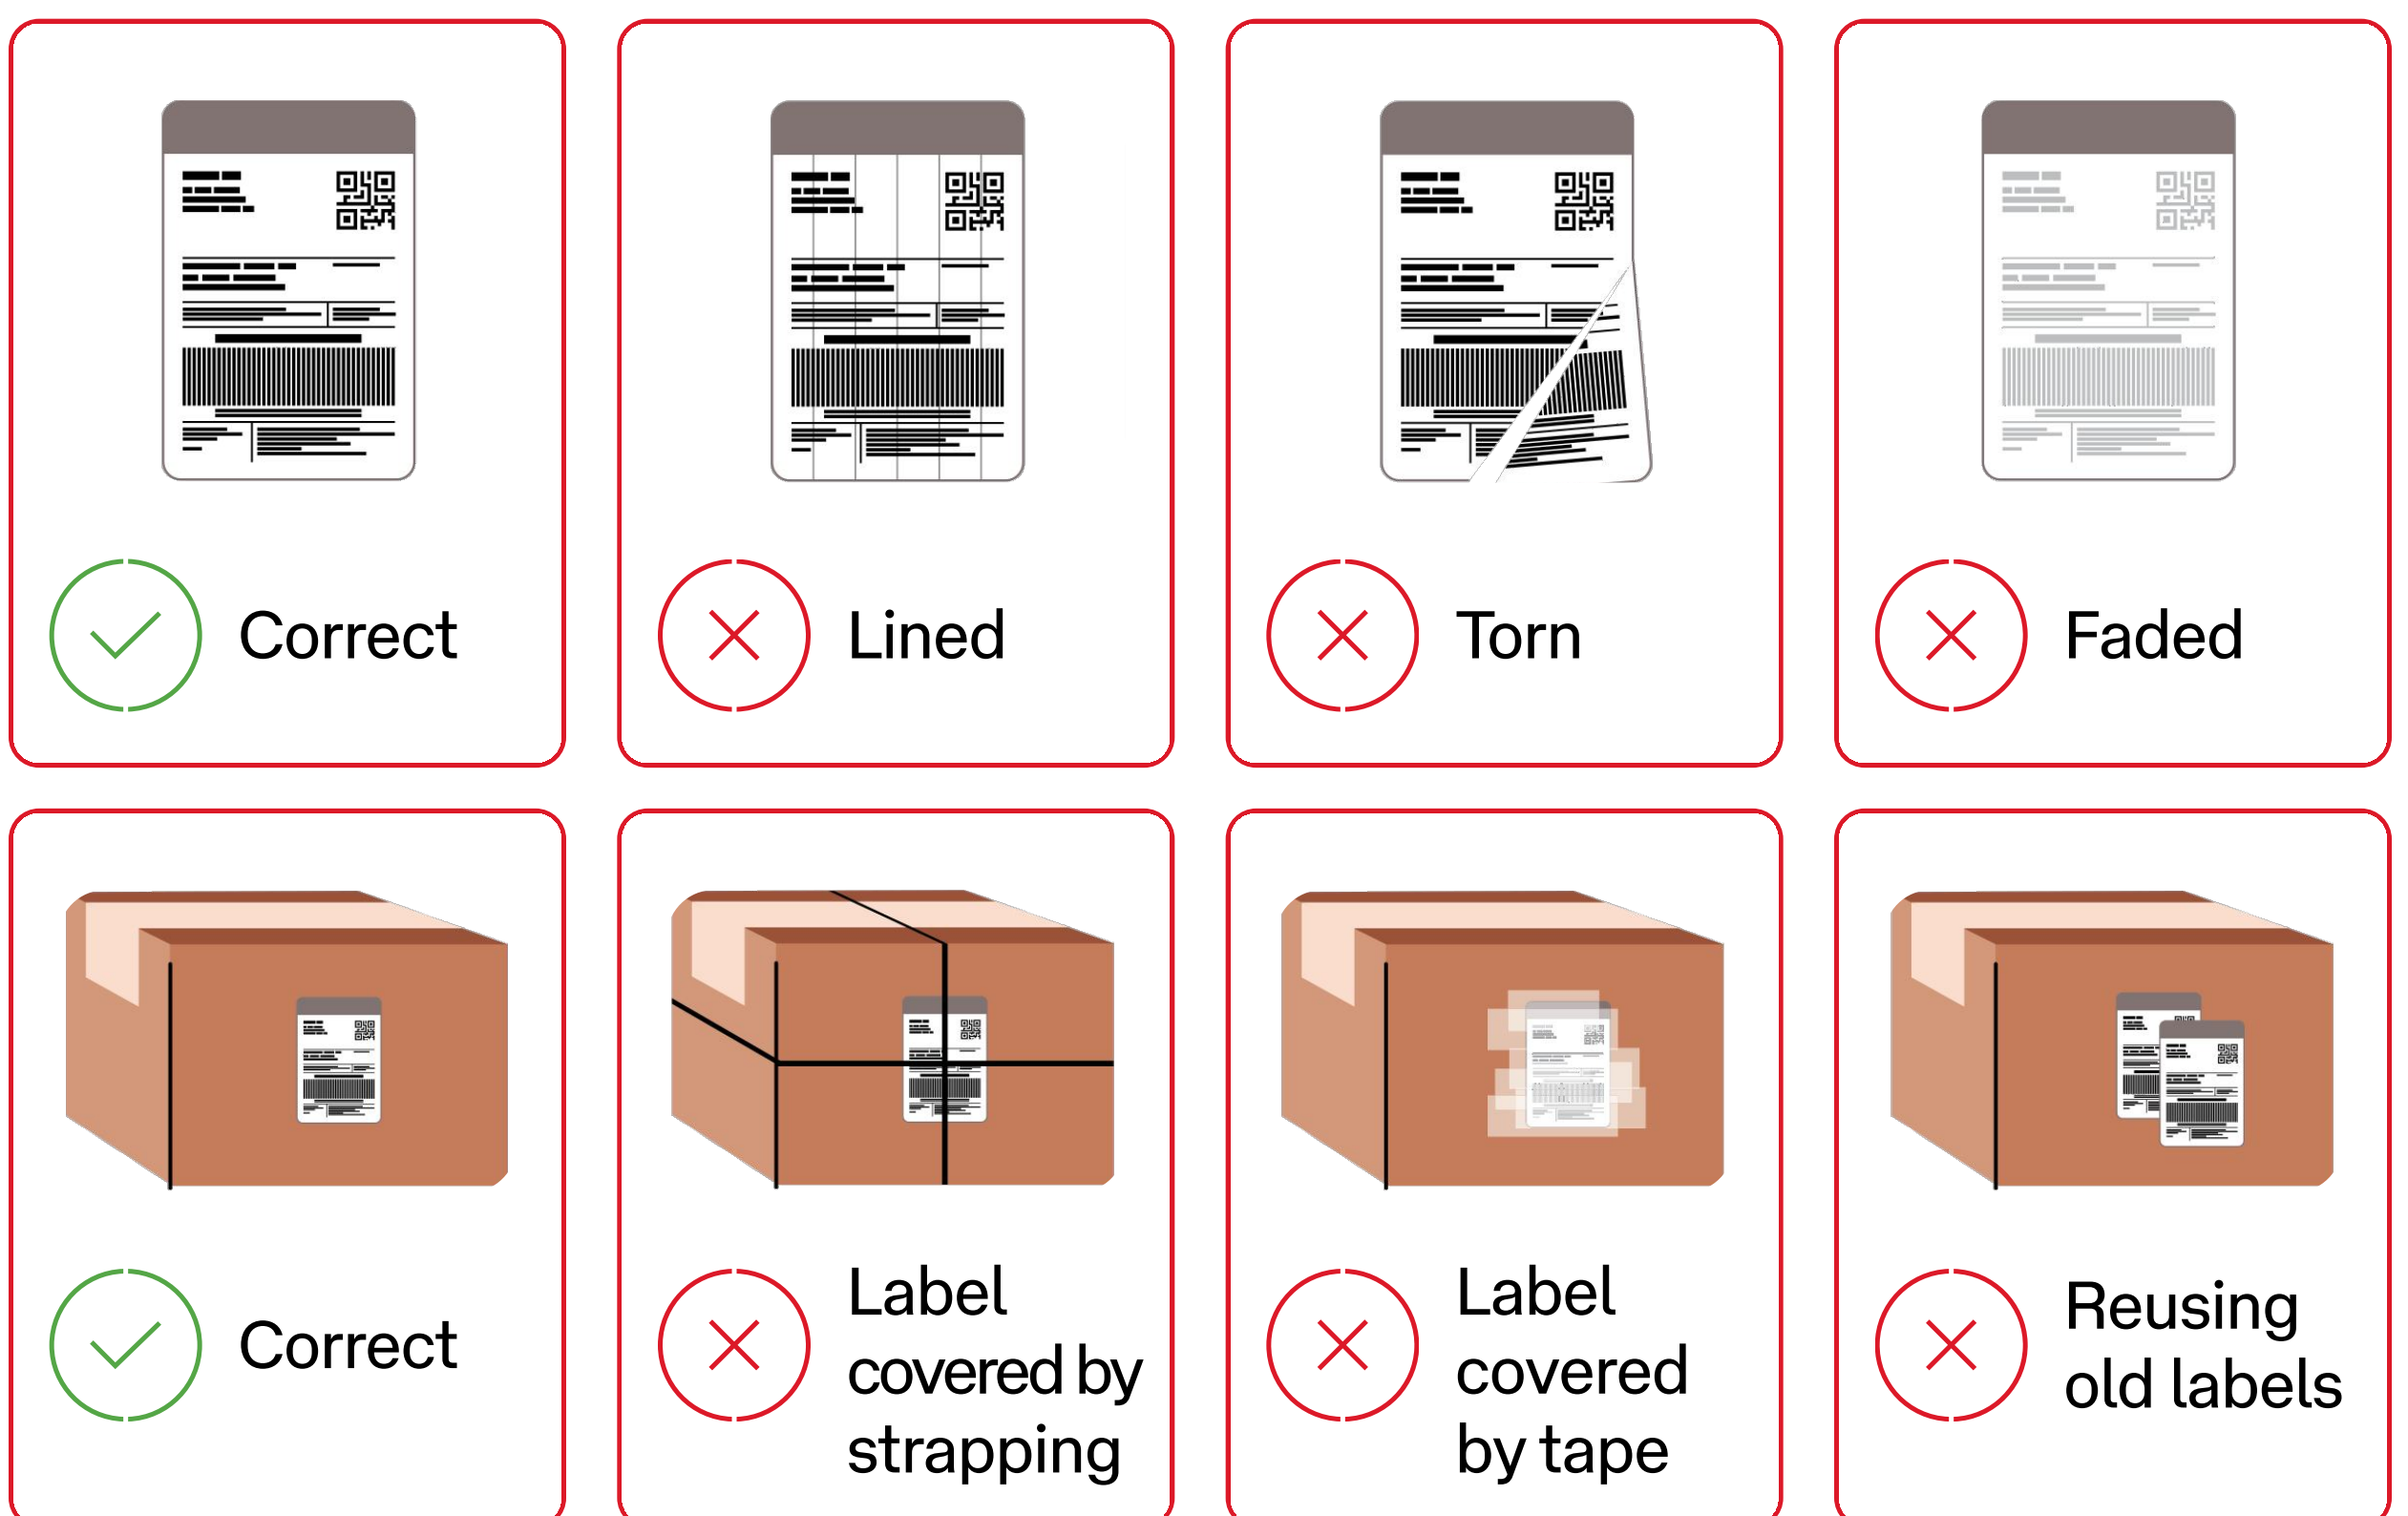 Correct
Lined
Torn
Faded
Correct
Label
covered by
strapping
Label
covered
by tape
Reusing
old labels